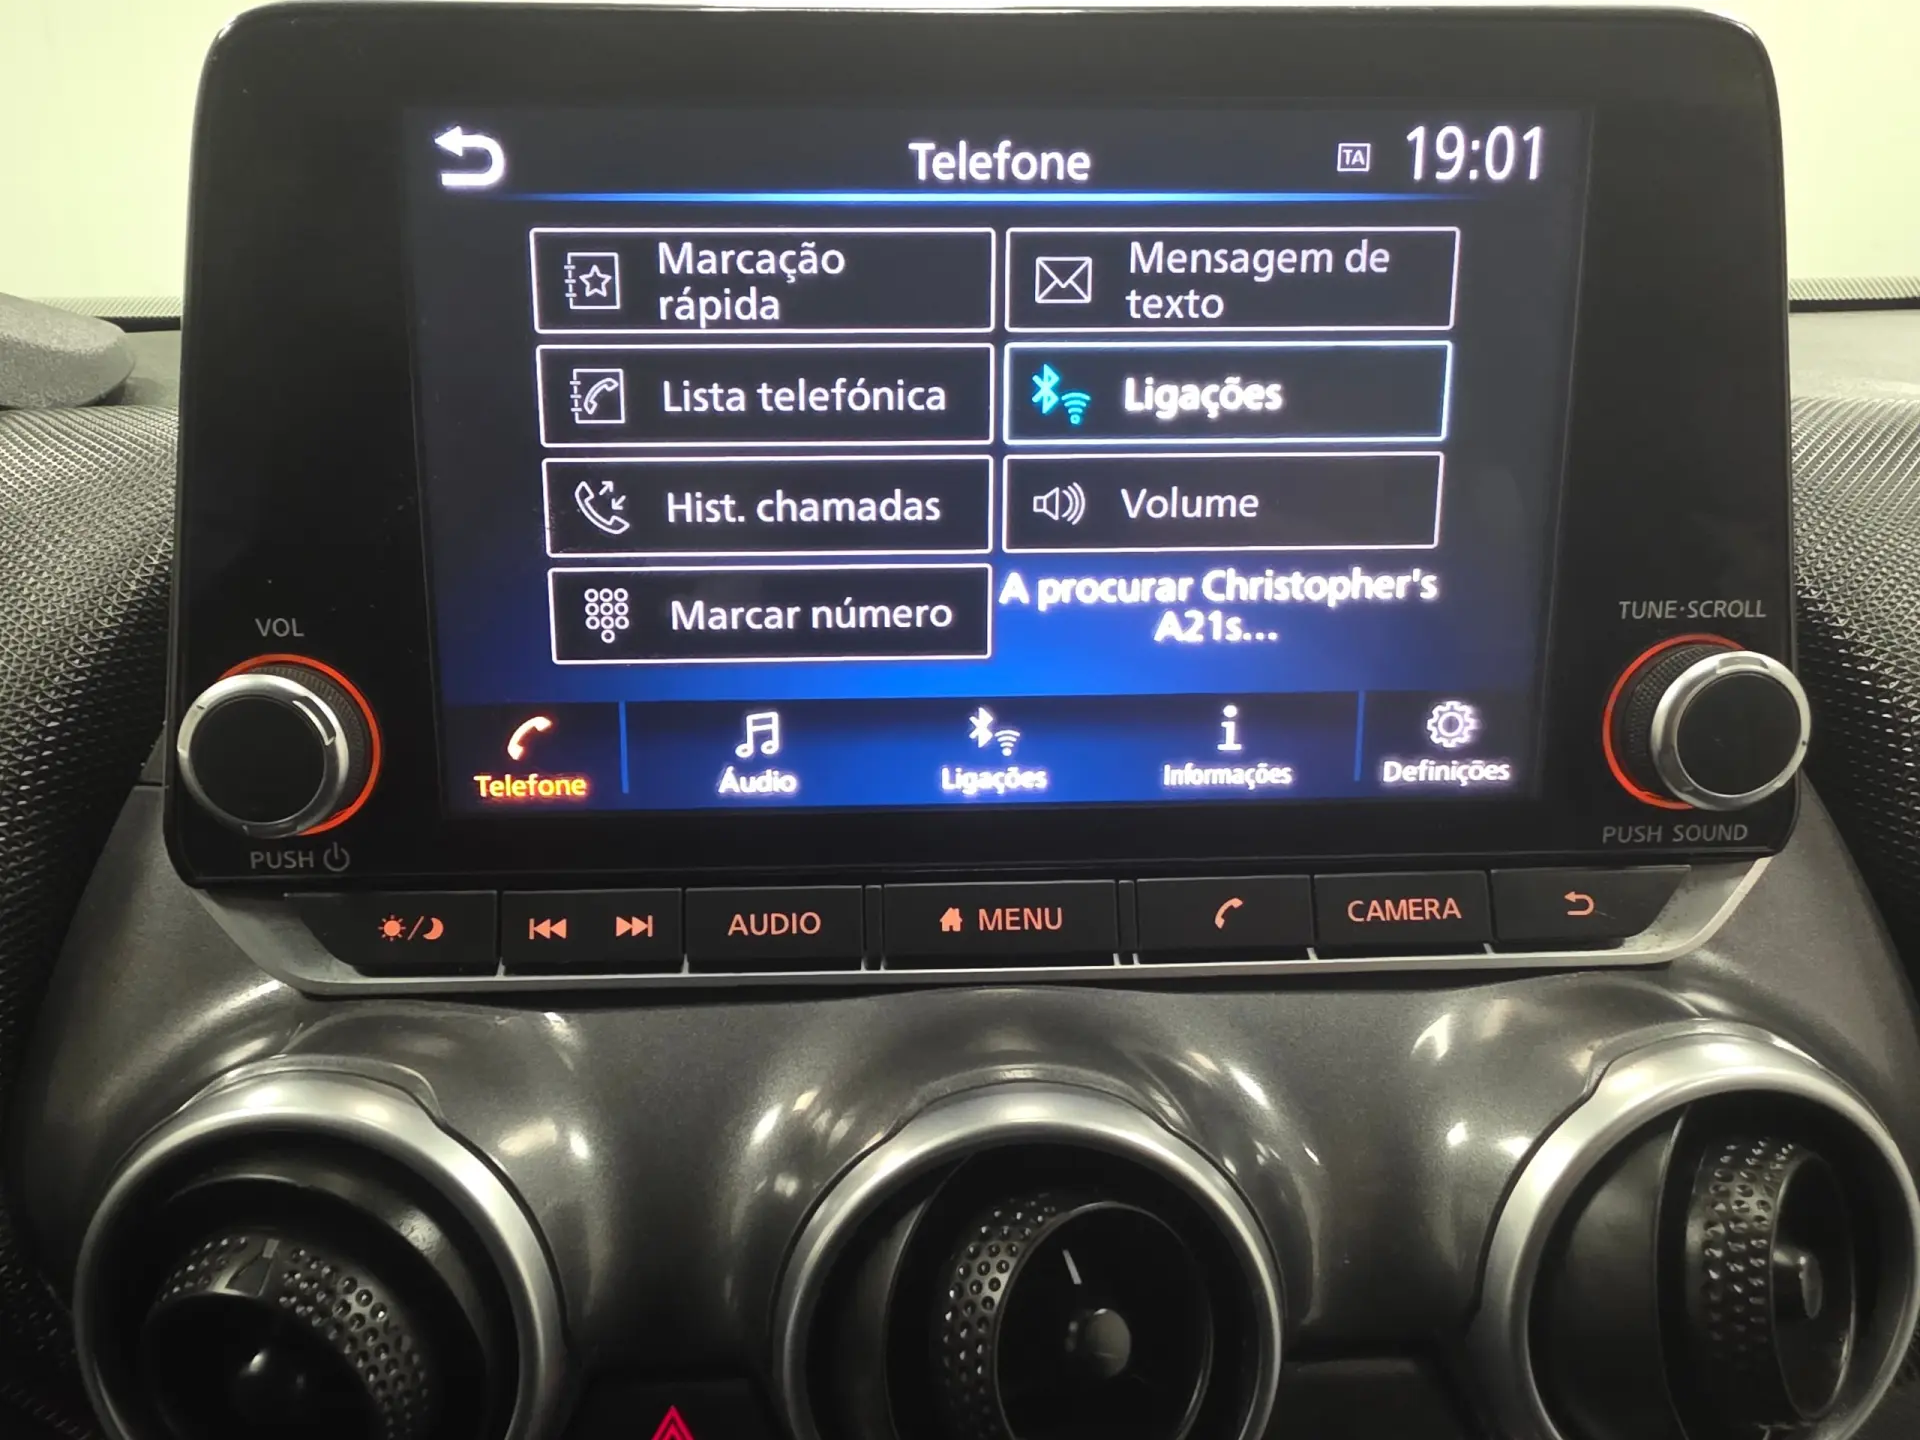 Telefone
TA 19:01
Marcação
rápida
Mensagem de
texto
Lista telefónica
Ligações
Hist. chamadas
Volume
Marcar número
A procurar Christopher's
A21s...
Telefone
Áudio
Ligações
Informações
Definições
VOL
PUSH
TUNE·SCROLL
PUSH SOUND
AUDIO
MENU
CAMERA